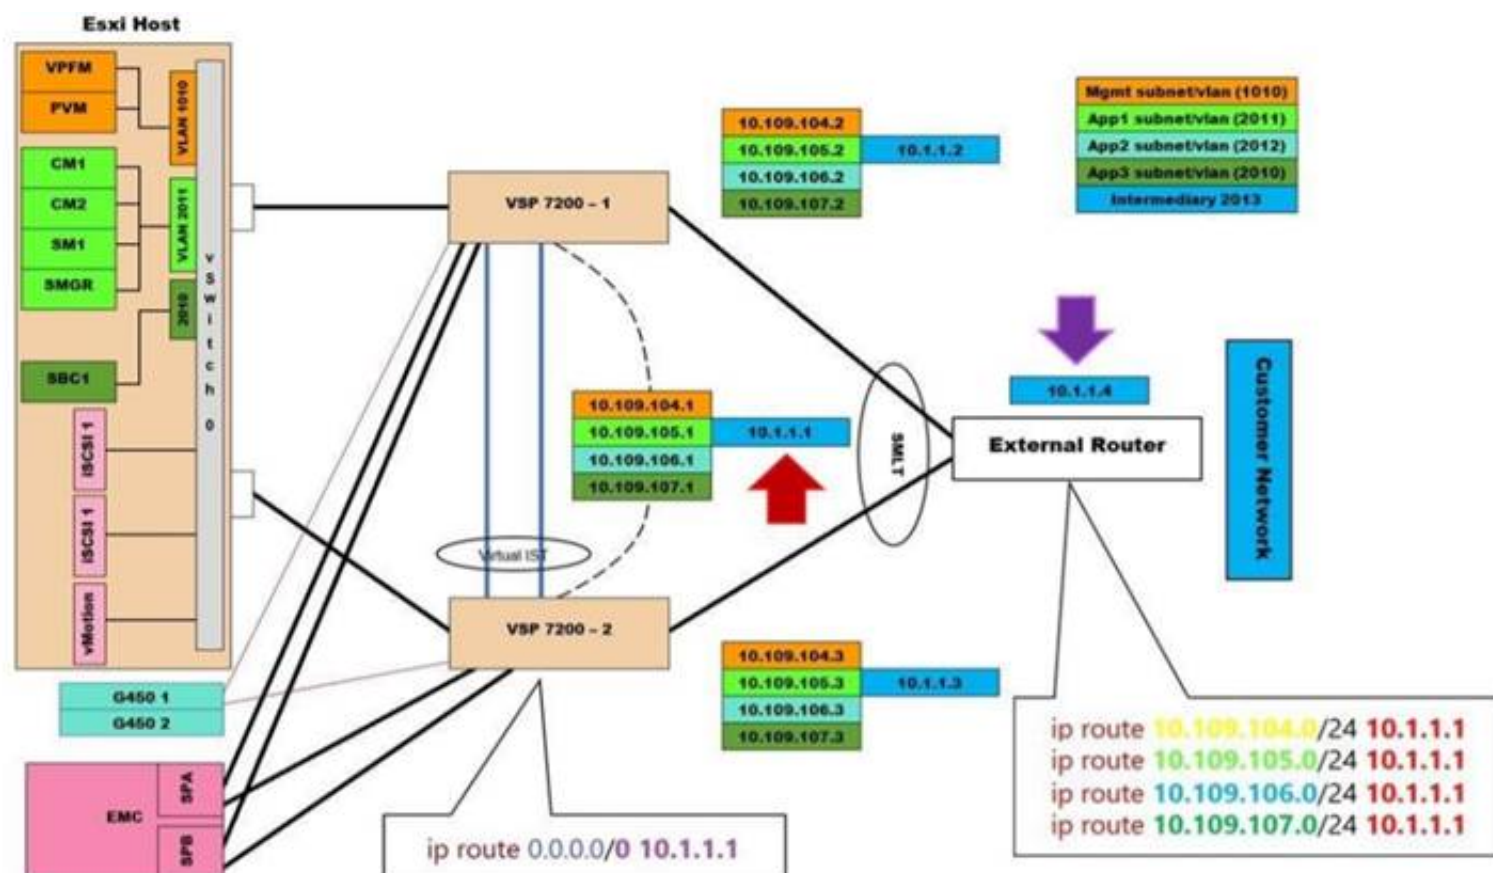 Esxi Host
VPFM
PVM
VLAN 1010
CM1
CM2
SM1
SMGR
VLAN 2011
SBC1
2010
vSwitch 0
iSCSI 1
iSCSI 1
vMotion
G450 1
G450 2
EMC
SPA
SPB
VSP 7200 – 1
10.109.104.2
10.109.105.2
10.1.1.2
10.109.106.2
10.109.107.2
Mgmt subnet/vlan (1010)
App1 subnet/vlan (2011)
App2 subnet/vlan (2012)
App3 subnet/vlan (2010)
Intermediary 2013
10.109.104.1
10.109.105.1
10.1.1.1
10.109.106.1
10.109.107.1
Virtual IST
SMLT
10.1.1.4
External Router
Customer Network
VSP 7200 – 2
10.109.104.3
10.109.105.3
10.1.1.3
10.109.106.3
10.109.107.3
ip route 0.0.0.0/0 10.1.1.1
ip route 10.109.104.0/24 10.1.1.1
ip route 10.109.105.0/24 10.1.1.1
ip route 10.109.106.0/24 10.1.1.1
ip route 10.109.107.0/24 10.1.1.1